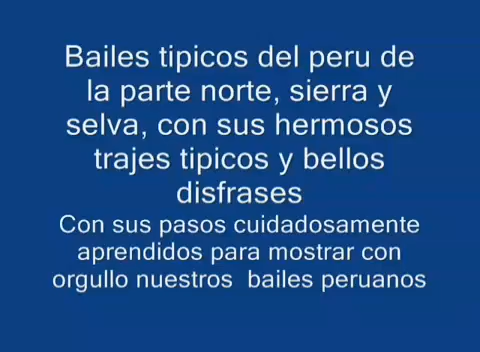 Bailes tipicos del peru de
la parte norte, sierra y
selva, con sus hermosos
trajes tipicos y bellos
disfrases
Con sus pasos cuidadosamente
aprendidos para mostrar con
orgullo nuestros  bailes peruanos